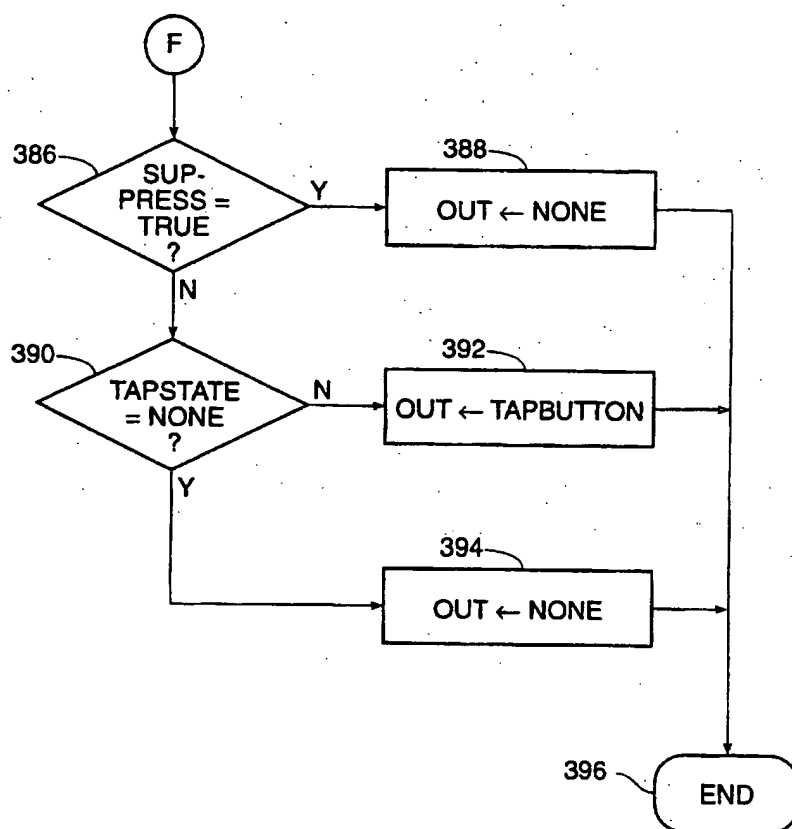 F
386
SUP-
PRESS =
TRUE
?
Y
388
OUT ← NONE
N
390
TAPSTATE
= NONE
?
N
392
OUT ← TAPBUTTON
Y
394
OUT ← NONE
396
END